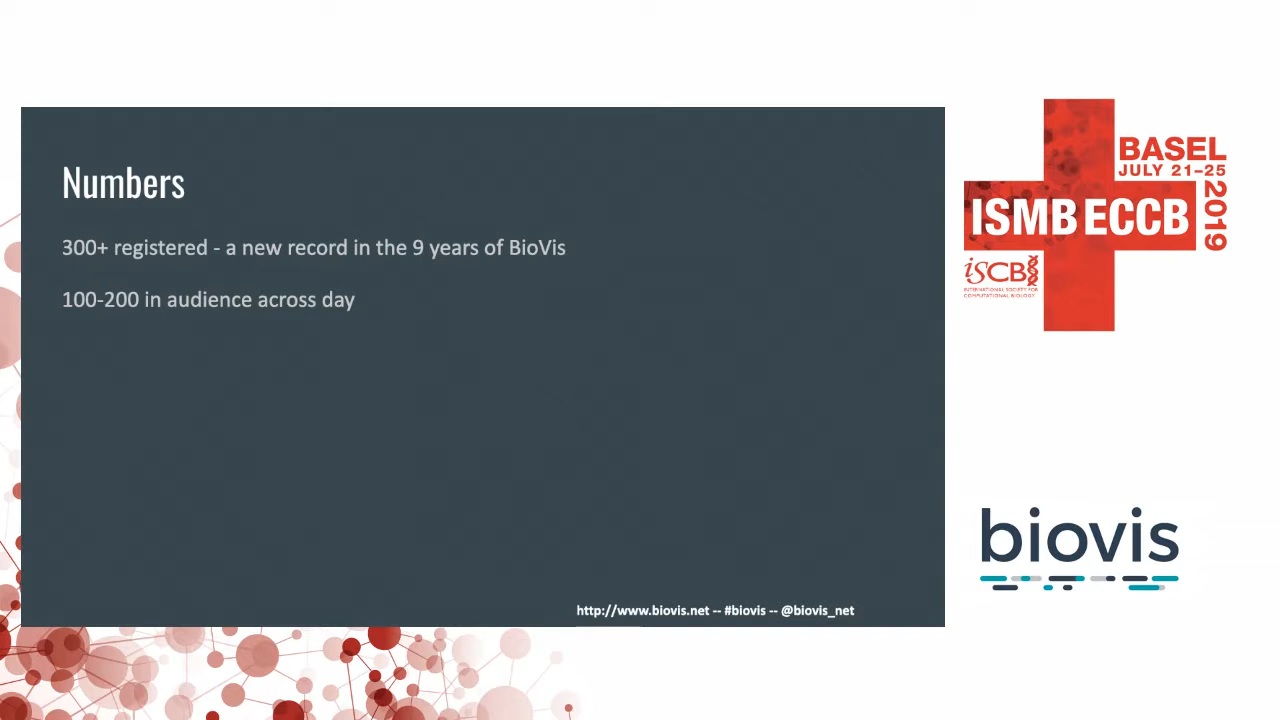 Numbers
300+ registered - a new record in the 9 years of BioVis
100-200 in audience across day
http://www.biovis.net -- #biovis -- @biovis_net
BASEL
JULY 21–25
2019
ISMB ECCB
iSCB
INTERNATIONAL SOCIETY FOR
COMPUTATIONAL BIOLOGY
biovis